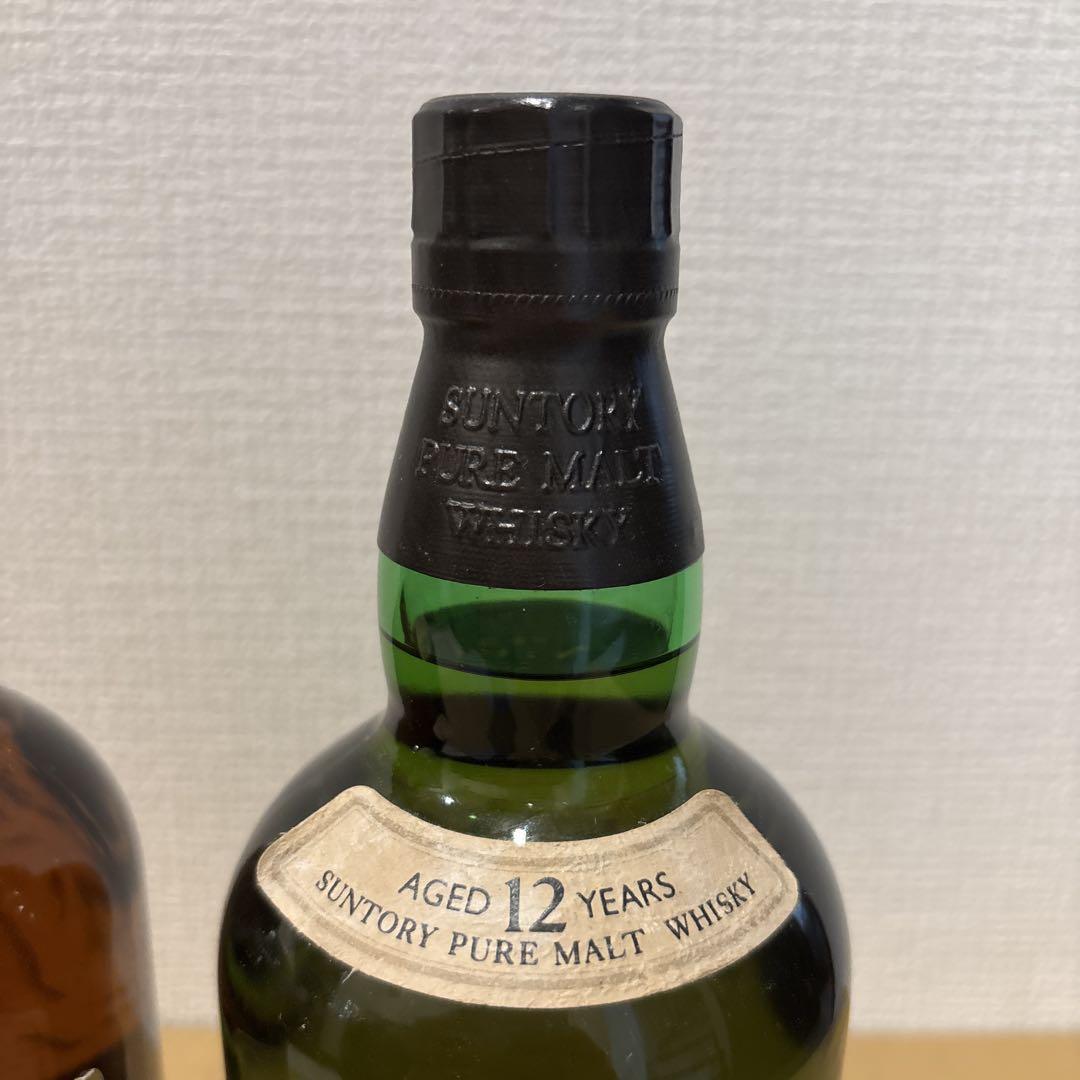 SUNTORY
PURE MALT
WHISKY
AGED 12 YEARS
SUNTORY PURE MALT WHISKY